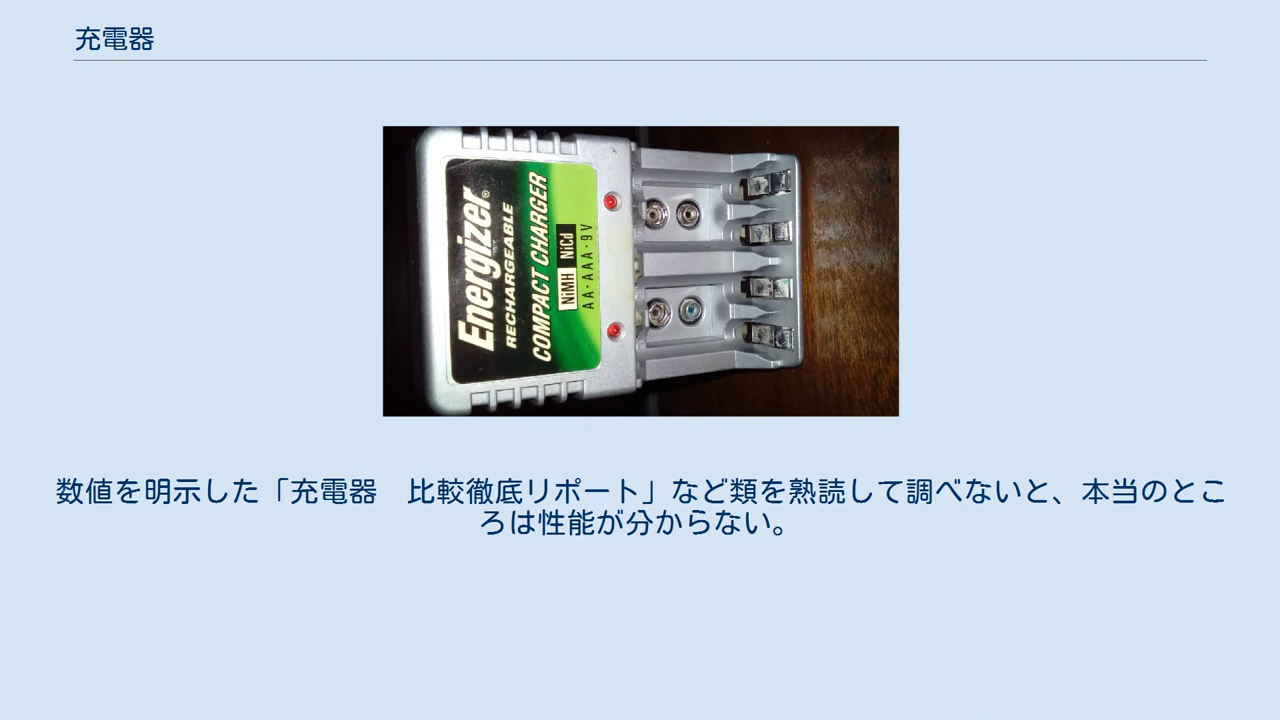 充電器
Energizer®
RECHARGEABLE
COMPACT CHARGER
NiMH NiCd
AA・AAA・9V
数値を明示した「充電器　比較徹底リポート」など類を熟読して調べないと、本当のとこ
ろは性能が分からない。